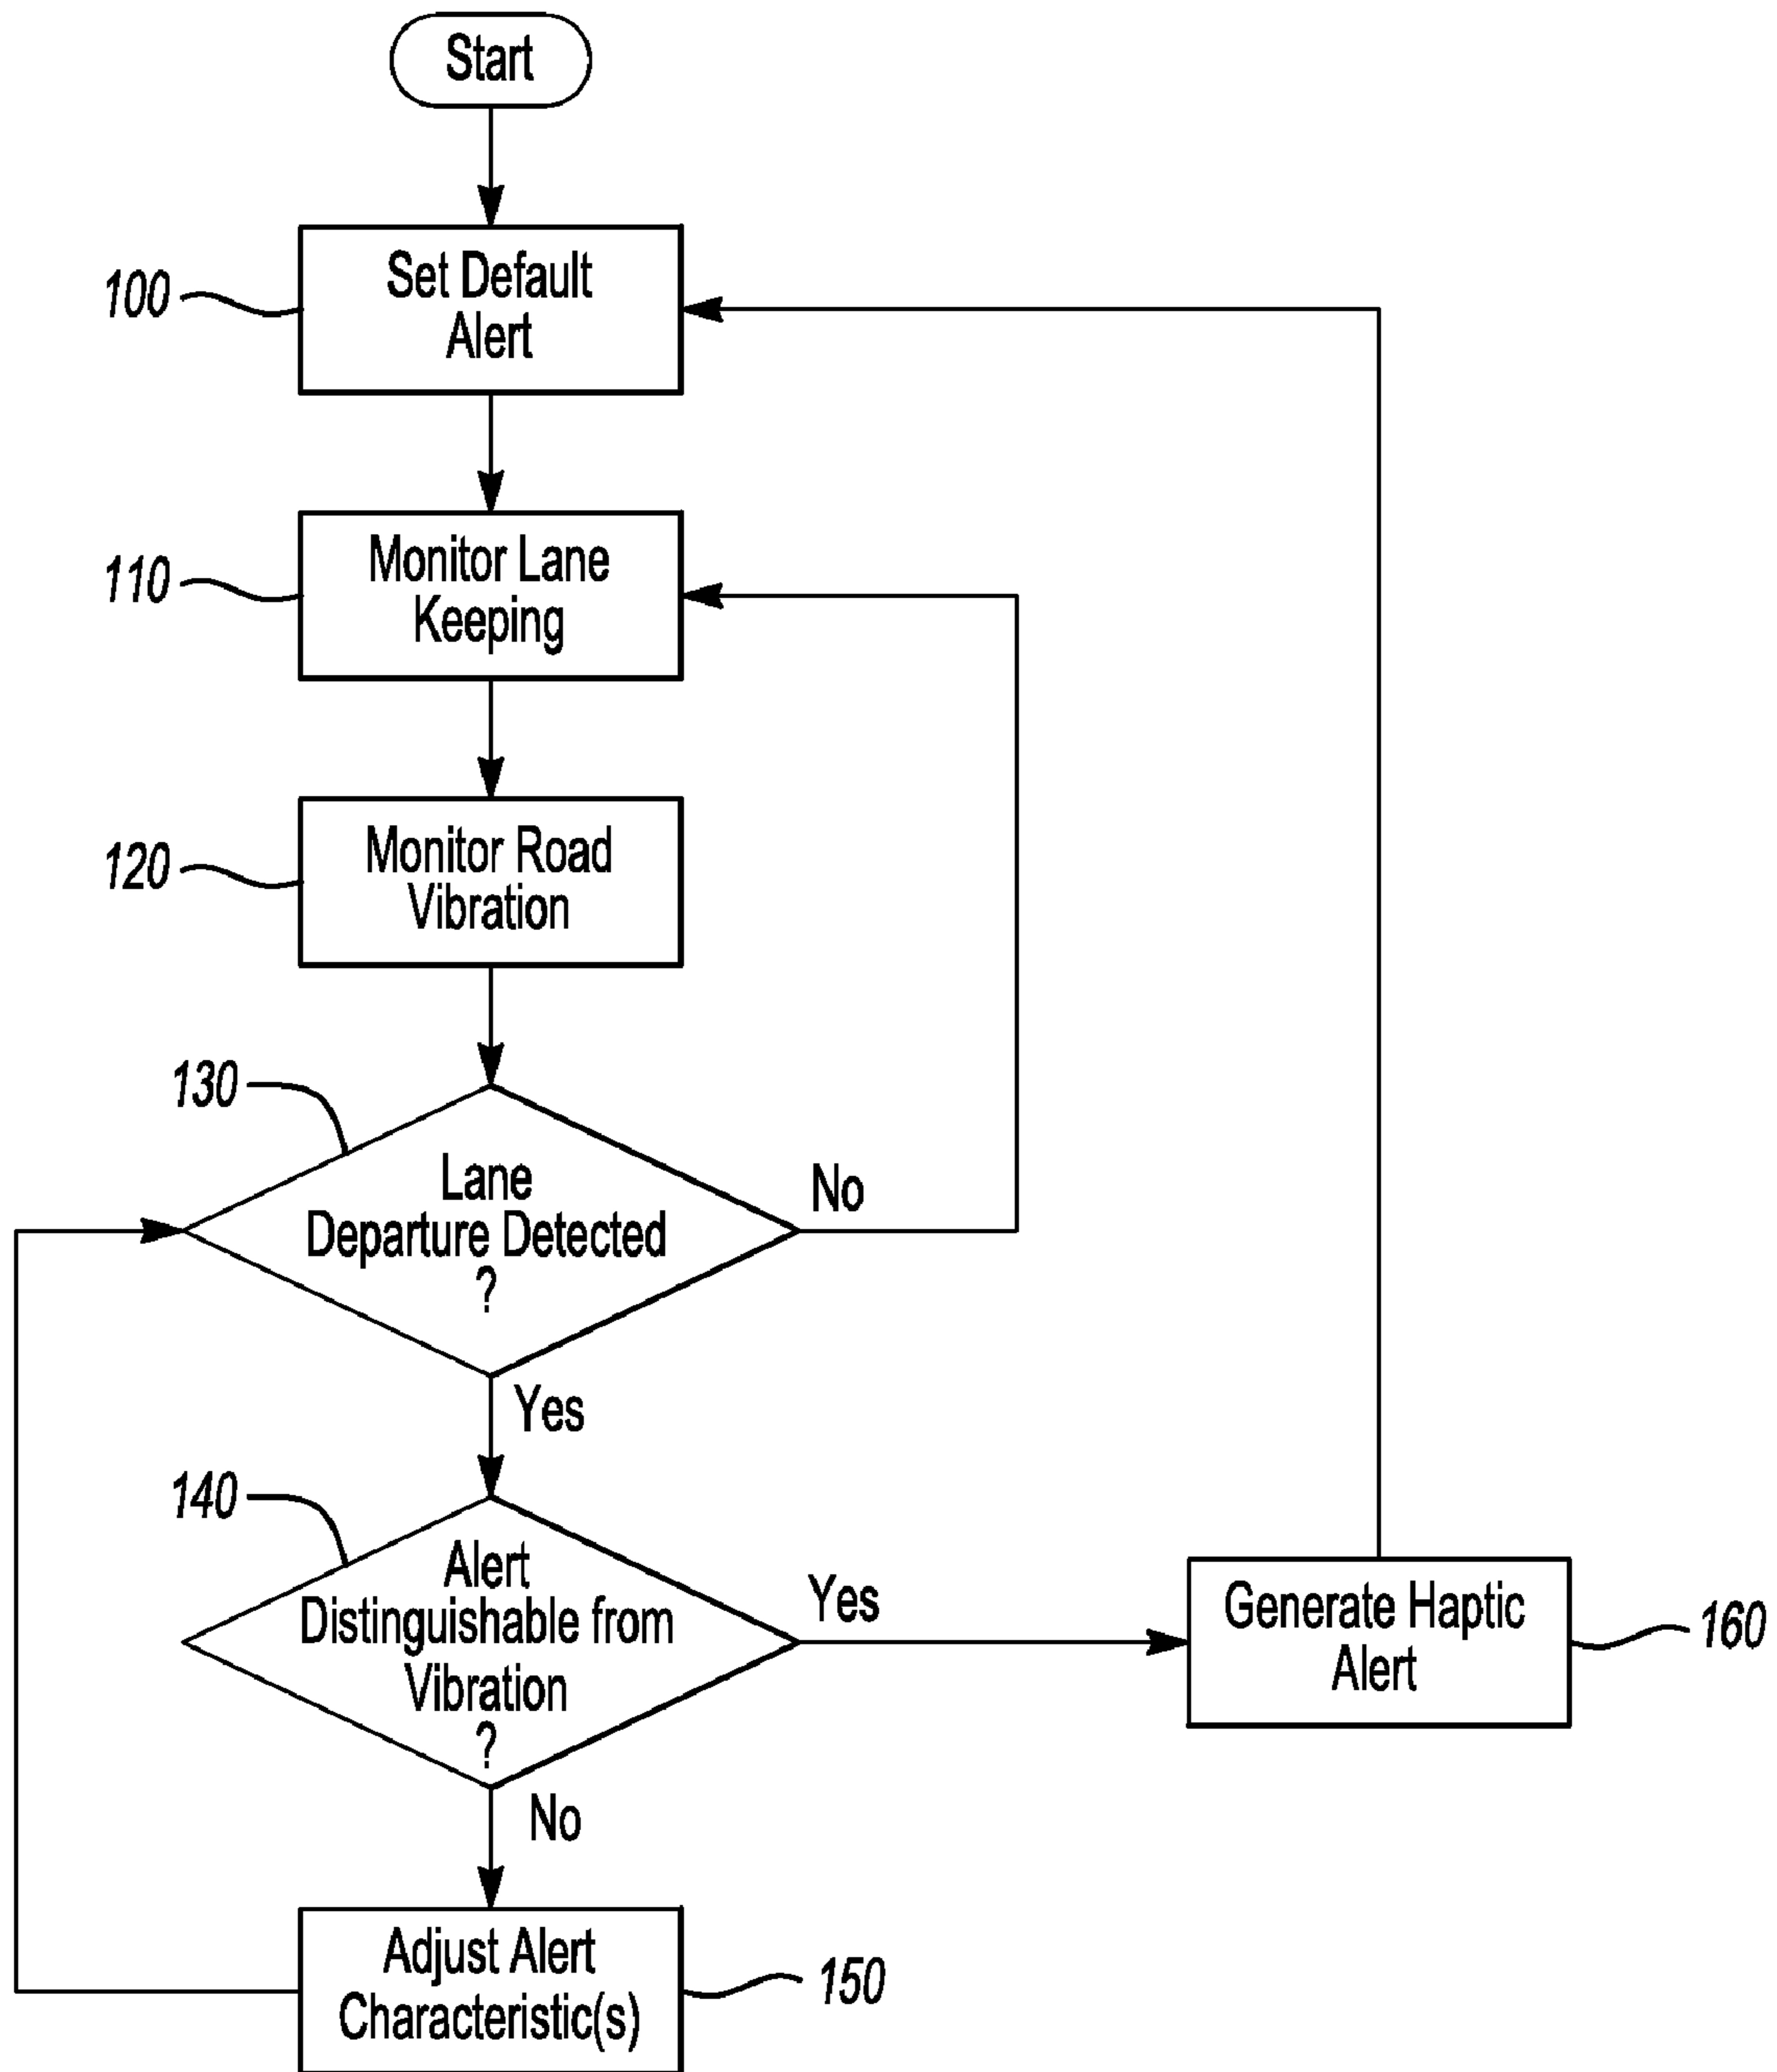 Start
100
Set Default
Alert
110
Monitor Lane
Keeping
120
Monitor Road
Vibration
130
Lane
Departure Detected
?
No
Yes
140
Alert
Distinguishable from
Vibration
?
Yes
Generate Haptic
Alert
160
No
Adjust Alert
Characteristic(s)
150